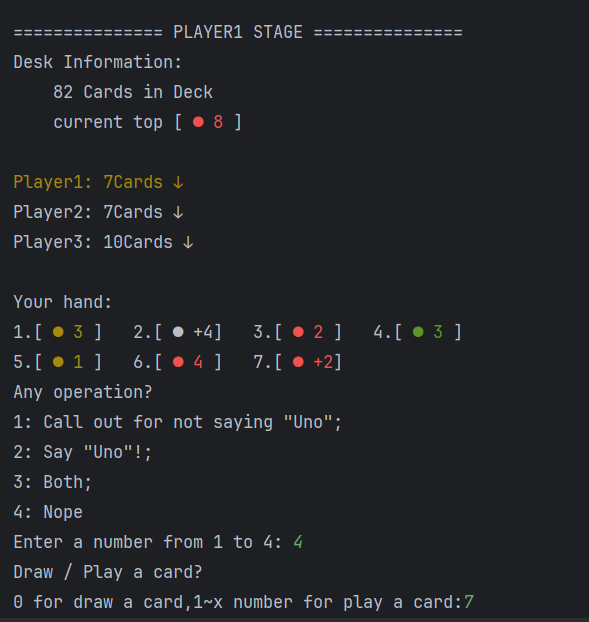 =============== PLAYER1 STAGE ===============
Desk Information:
    82 Cards in Deck
    current top [ ● 8 ]
Player1: 7Cards ↓
Player2: 7Cards ↓
Player3: 10Cards ↓
Your hand:
1.[ ● 3 ]   2.[ ● +4]   3.[ ● 2 ]   4.[ ● 3 ]
5.[ ● 1 ]   6.[ ● 4 ]   7.[ ● +2]
Any operation?
1: Call out for not saying "Uno";
2: Say "Uno"!;
3: Both;
4: Nope
Enter a number from 1 to 4: 4
Draw / Play a card?
0 for draw a card,1~x number for play a card:7